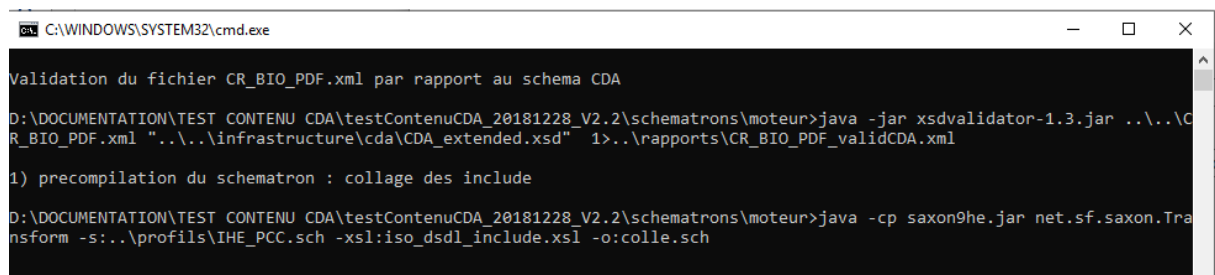 C:\WINDOWS\SYSTEM32\cmd.exe
Validation du fichier CR_BIO_PDF.xml par rapport au schema CDA
D:\DOCUMENTATION\TEST CONTENU CDA\testContenuCDA_20181228_V2.2\schematrons\moteur>java -jar xsdvalidator-1.3.jar ..\..\C
R_BIO_PDF.xml "..\..\infrastructure\cda\CDA_extended.xsd"  1>..\rapports\CR_BIO_PDF_validCDA.xml
1) precompilation du schematron : collage des include
D:\DOCUMENTATION\TEST CONTENU CDA\testContenuCDA_20181228_V2.2\schematrons\moteur>java -cp saxon9he.jar net.sf.saxon.Tra
nsform -s:..\profils\IHE_PCC.sch -xsl:iso_dsdl_include.xsl -o:colle.sch